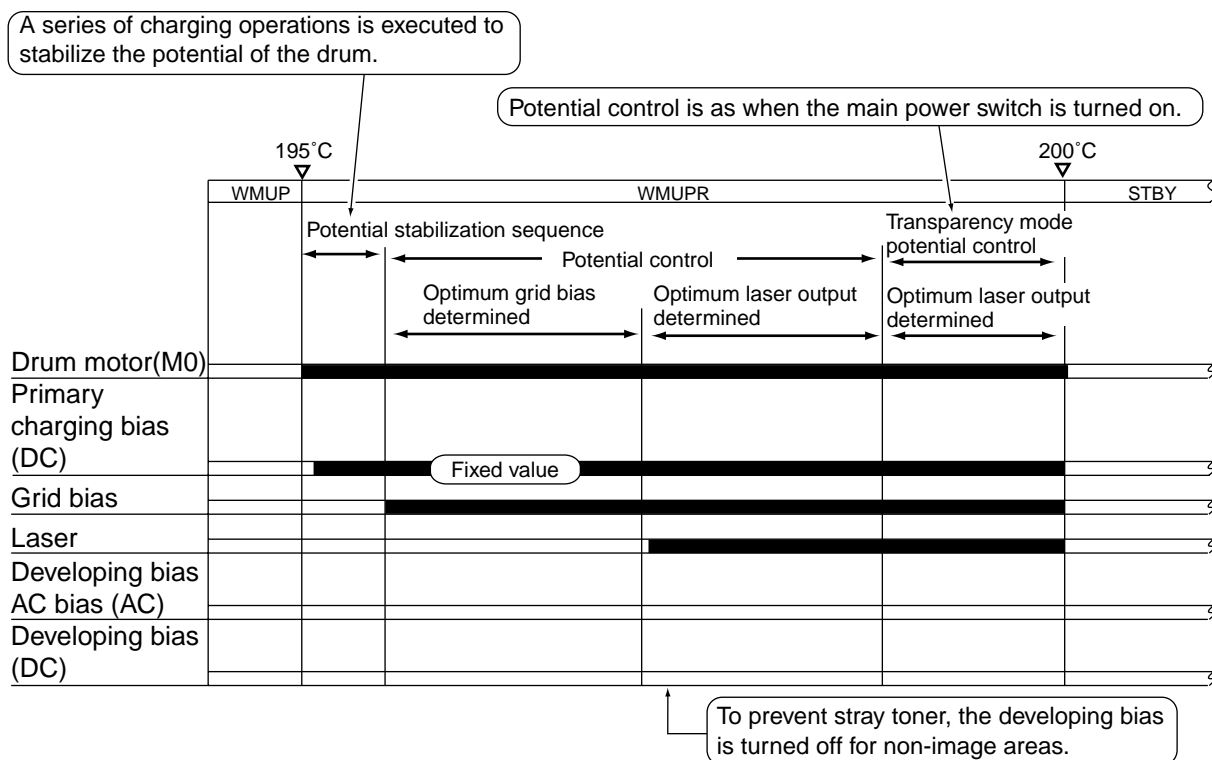 A series of charging operations is executed to
stabilize the potential of the drum.
Potential control is as when the main power switch is turned on.
195˚C
200˚C
WMUP
WMUPR
STBY
Potential stabilization sequence
Transparency mode
potential control
Potential control
Optimum grid bias
determined
Optimum laser output
determined
Optimum laser output
determined
Drum motor(M0)
Primary
charging bias
(DC)
Fixed value
Grid bias
Laser
Developing bias
AC bias (AC)
Developing bias
(DC)
To prevent stray toner, the developing bias
is turned off for non-image areas.